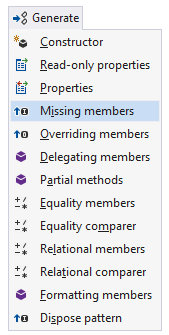 Generate
Constructor
Read-only properties
Properties
Missing members
Overriding members
Delegating members
Partial methods
Equality members
Equality comparer
Relational members
Relational comparer
Formatting members
Dispose pattern